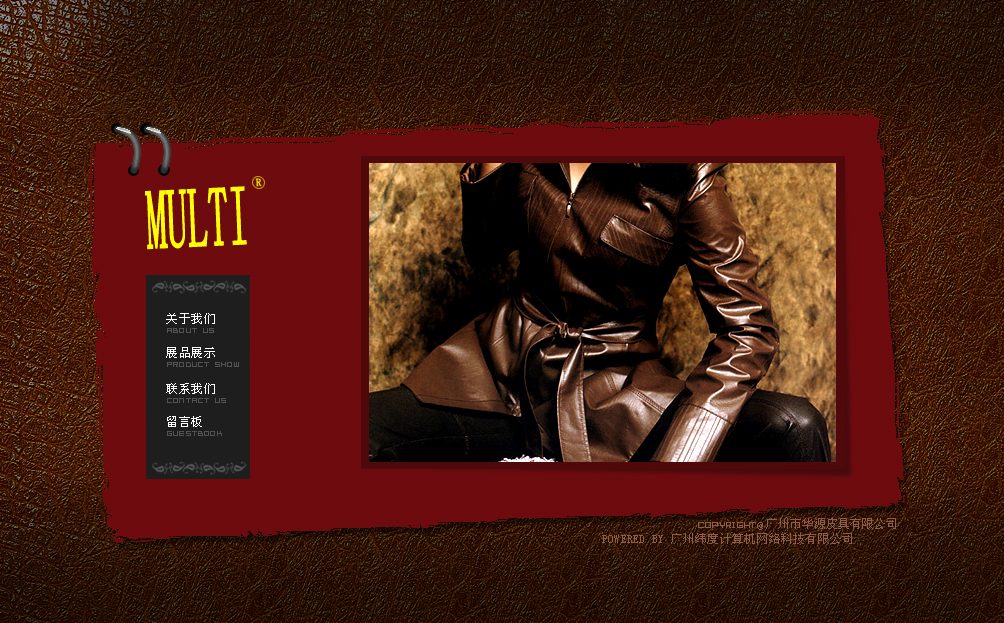 MULTI®
关于我们
ABOUT US
展品展示
PRODUCT SHOW
联系我们
CONTACT US
留言板
GUESTBOOK
COPYRIGHT@广州市华源皮具有限公司
POWERED BY 广州纬度计算机网络科技有限公司